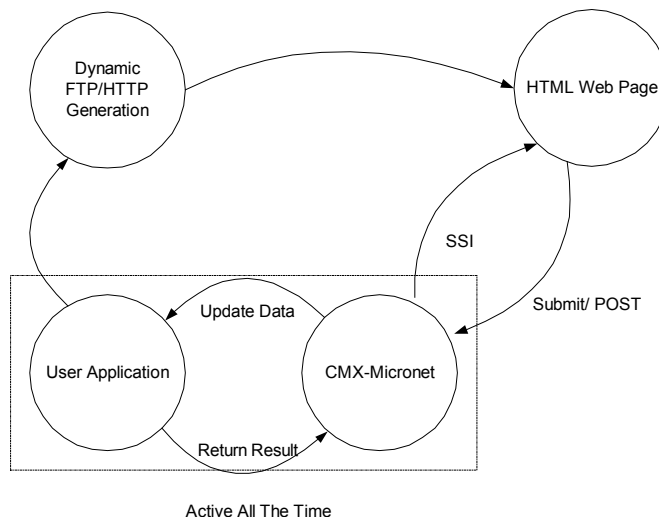 Dynamic
FTP/HTTP
Generation
HTML Web Page
SSI
Submit/ POST
Update Data
User Application
CMX-Micronet
Return Result
Active All The Time